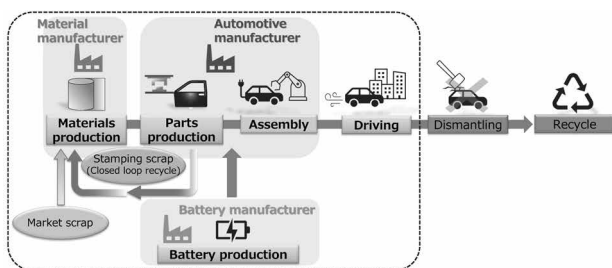 Material
manufacturer
Automotive
manufacturer
Materials
production
Parts
production
Assembly
Driving
Dismantling
Recycle
Stamping scrap
(Closed loop recycle)
Market scrap
Battery manufacturer
Battery production